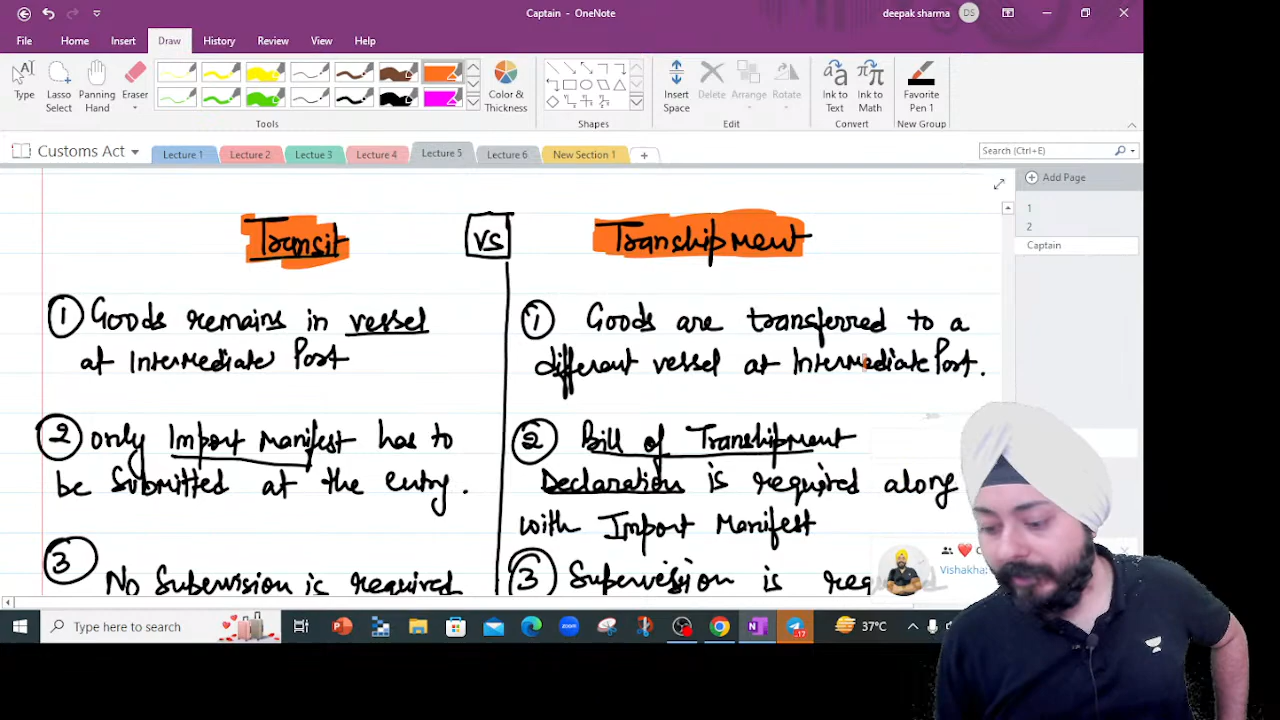 Captain - OneNote
deepak sharma DS
File Home Insert Draw History Review View Help
Type
Lasso Select
Panning Hand
Eraser
Color & Thickness
Insert Space
Delete
Arrange
Rotate
Ink to Text
Ink to Math
Favorite Pen 1
Tools Shapes Edit Convert New Group
Customs Act Lecture 1 Lecture 2 Lectue 3 Lecture 4 Lecture 5 Lecture 6 New Section 1 +
Search (Ctrl+E)
Add Page
1
2
Captain
Transit vs Transhipment
① Goods remains in vessel
at Intermediate Port
② only Import Manifest has to
be Submitted at the entry.
③ No Supervision is required
① Goods are transferred to a
different vessel at Intermediate Port.
② Bill of Transhipment
Declaration is required along
with Import Manifest
③ Supervision is
Vishakha:
Type here to search
17
37°C